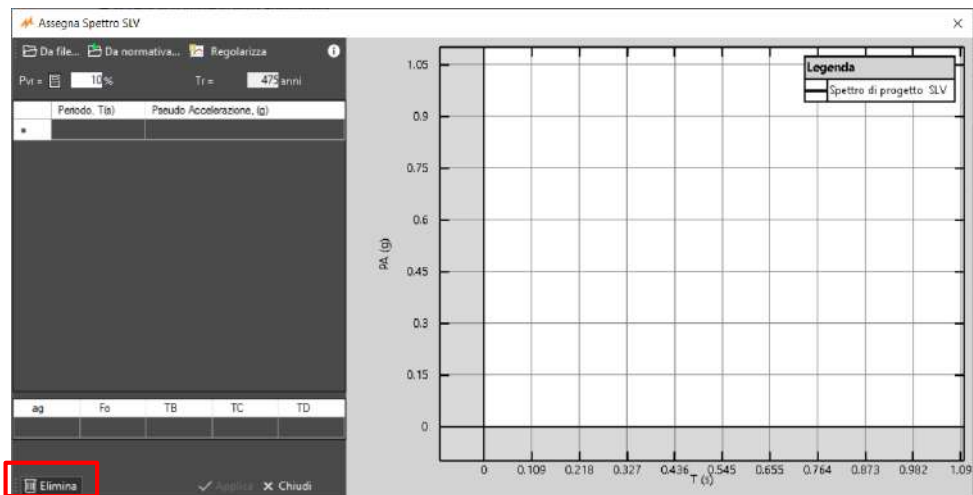 Assegna Spettro SLV
Da file... Da normativa... Regolarizza
Pvr = 10 % Tr = 475 anni
Periodo, T(s) Pseudo Accelerazione, (g)
ag Fo TB TC TD
Elimina Applica Chiudi
Legenda
Spettro di progetto SLV
PA (g)
1.05
0.9
0.75
0.6
0.45
0.3
0.15
0
0 0.109 0.218 0.327 0.436 0.545 0.655 0.764 0.873 0.982 1.09
T (s)